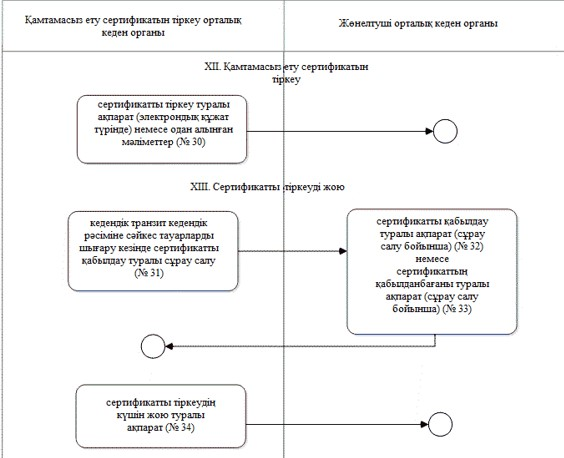 Қамтамасыз ету сертификатын тіркеу орталық
кеден органы
Жөнелтуші орталық кеден органы
XII. Қамтамасыз ету сертификатын
тіркеу
сертификатты тіркеу туралы
ақпарат (электрондық құжат
түрінде) немесе одан алынған
мәліметтер (№ 30)
XIII. Сертификатты тіркеуді жою
кедендік транзит кедендік
рәсіміне сәйкес тауарларды
шығару кезінде сертификатты
қабылдау туралы сұрау салу
(№ 31)
сертификатты қабылдау
туралы ақпарат (сұрау
салу бойынша) (№ 32)
немесе
сертификаттың
қабылданбағаны туралы
ақпарат (сұрау салу
бойынша) (№ 33)
сертификатты тіркеудің
күшін жою туралы
ақпарат (№ 34)